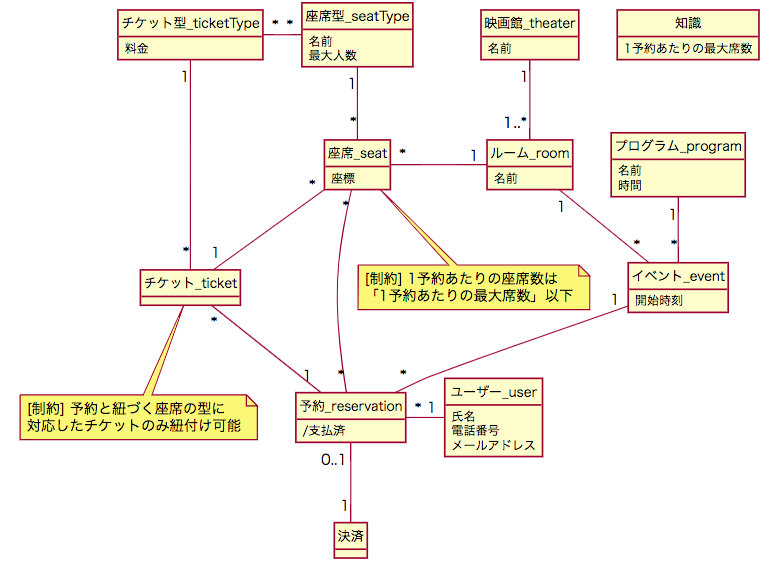 チケット型_ticketType
料金
* *
座席型_seatType
名前
最大人数
映画館_theater
名前
知識
1予約あたりの最大席数
1
1
1
*
1..*
座席_seat
座標
*
1
ルーム_room
名前
プログラム_program
名前
時間
*
*
1
1
*
1
*
*
チケット_ticket
[制約] 1予約あたりの座席数は
「1予約あたりの最大席数」以下
イベント_event
開始時刻
1
*
1
*
*
[制約] 予約と紐づく座席の型に
対応したチケットのみ紐付け可能
予約_reservation
/支払済
* 1
ユーザー_user
氏名
電話番号
メールアドレス
0..1
1
決済